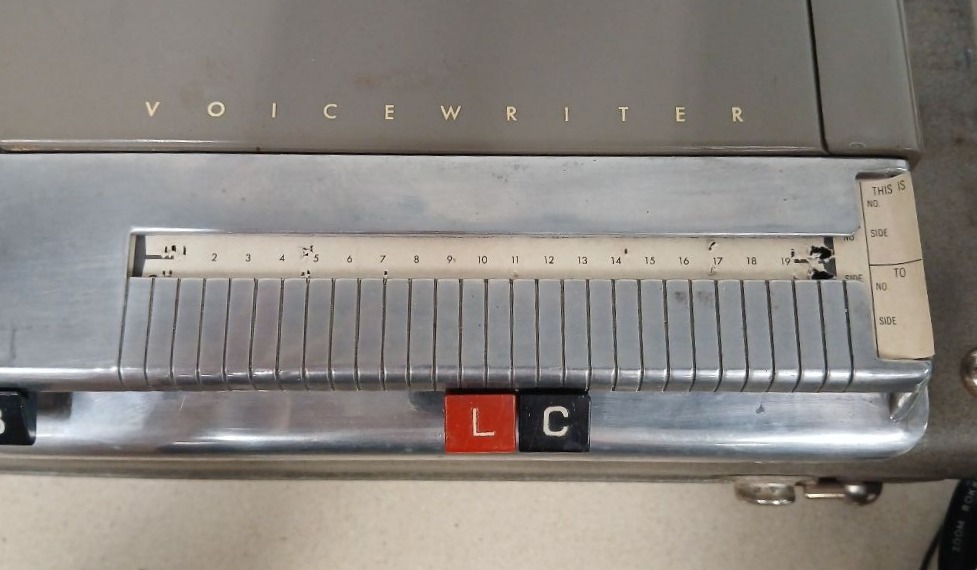 VOICEWRITER
THIS IS
NO.
SIDE
2 3 4 5 6 7 8 9 10 11 12 13 14 15 16 17 18 19
NO
SIDE
TO
NO.
SIDE
B
L C
ZOOM